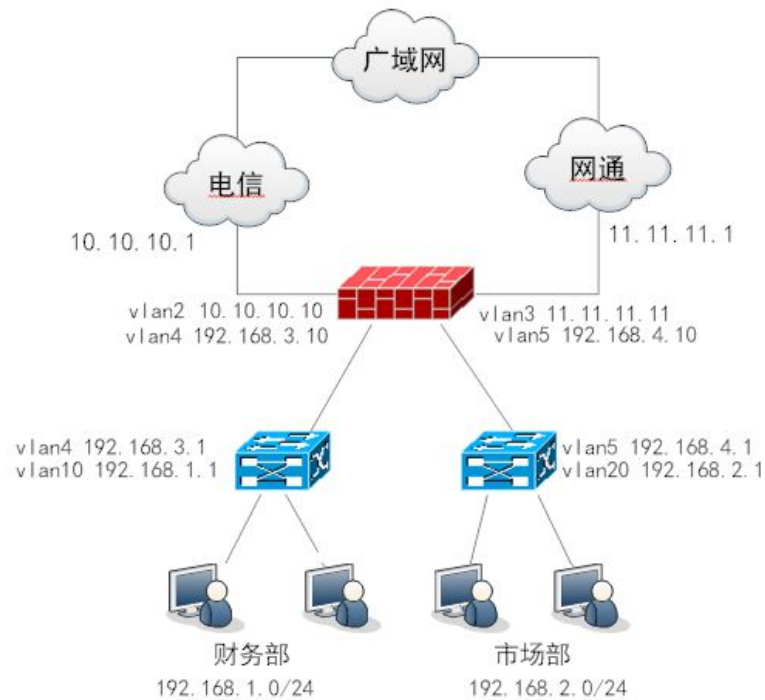 广域网
电信
网通
10.10.10.1
11.11.11.1
vlan2 10.10.10.10
vlan4 192.168.3.10
vlan3 11.11.11.11
vlan5 192.168.4.10
vlan4 192.168.3.1
vlan10 192.168.1.1
vlan5 192.168.4.1
vlan20 192.168.2.1
财务部
192.168.1.0/24
市场部
192.168.2.0/24